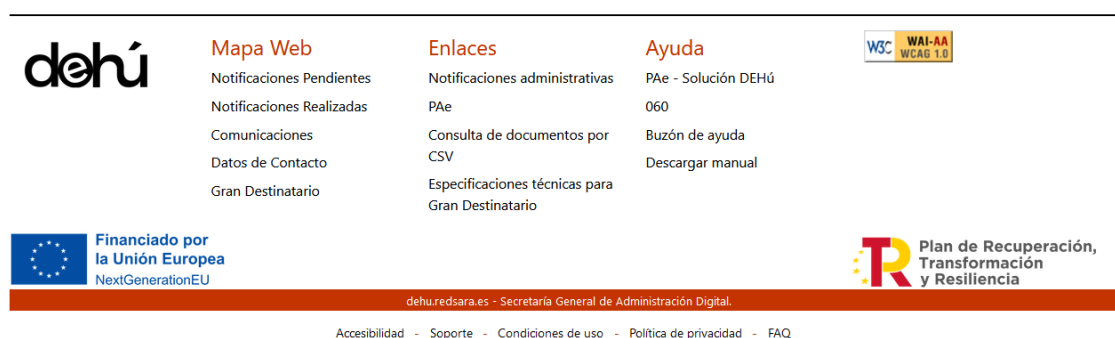 dehú
Mapa Web
Notificaciones Pendientes
Notificaciones Realizadas
Comunicaciones
Datos de Contacto
Gran Destinatario
Enlaces
Notificaciones administrativas
PAe
Consulta de documentos por
CSV
Especificaciones técnicas para
Gran Destinatario
Ayuda
PAe - Solución DEHú
060
Buzón de ayuda
Descargar manual
W3C WAI-AA
WCAG 1.0
Financiado por
la Unión Europea
NextGenerationEU
Plan de Recuperación,
Transformación
y Resiliencia
dehu.redsara.es - Secretaría General de Administración Digital.
Accesibilidad - Soporte - Condiciones de uso - Política de privacidad - FAQ